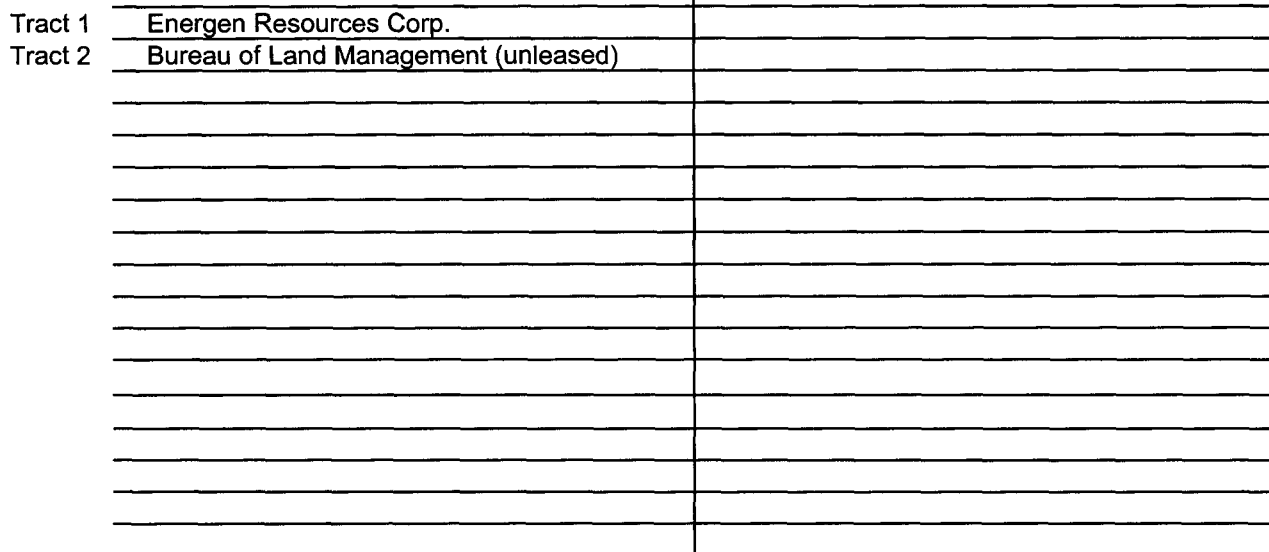 Tract 1 Energen Resources Corp.
Tract 2 Bureau of Land Management (unleased)